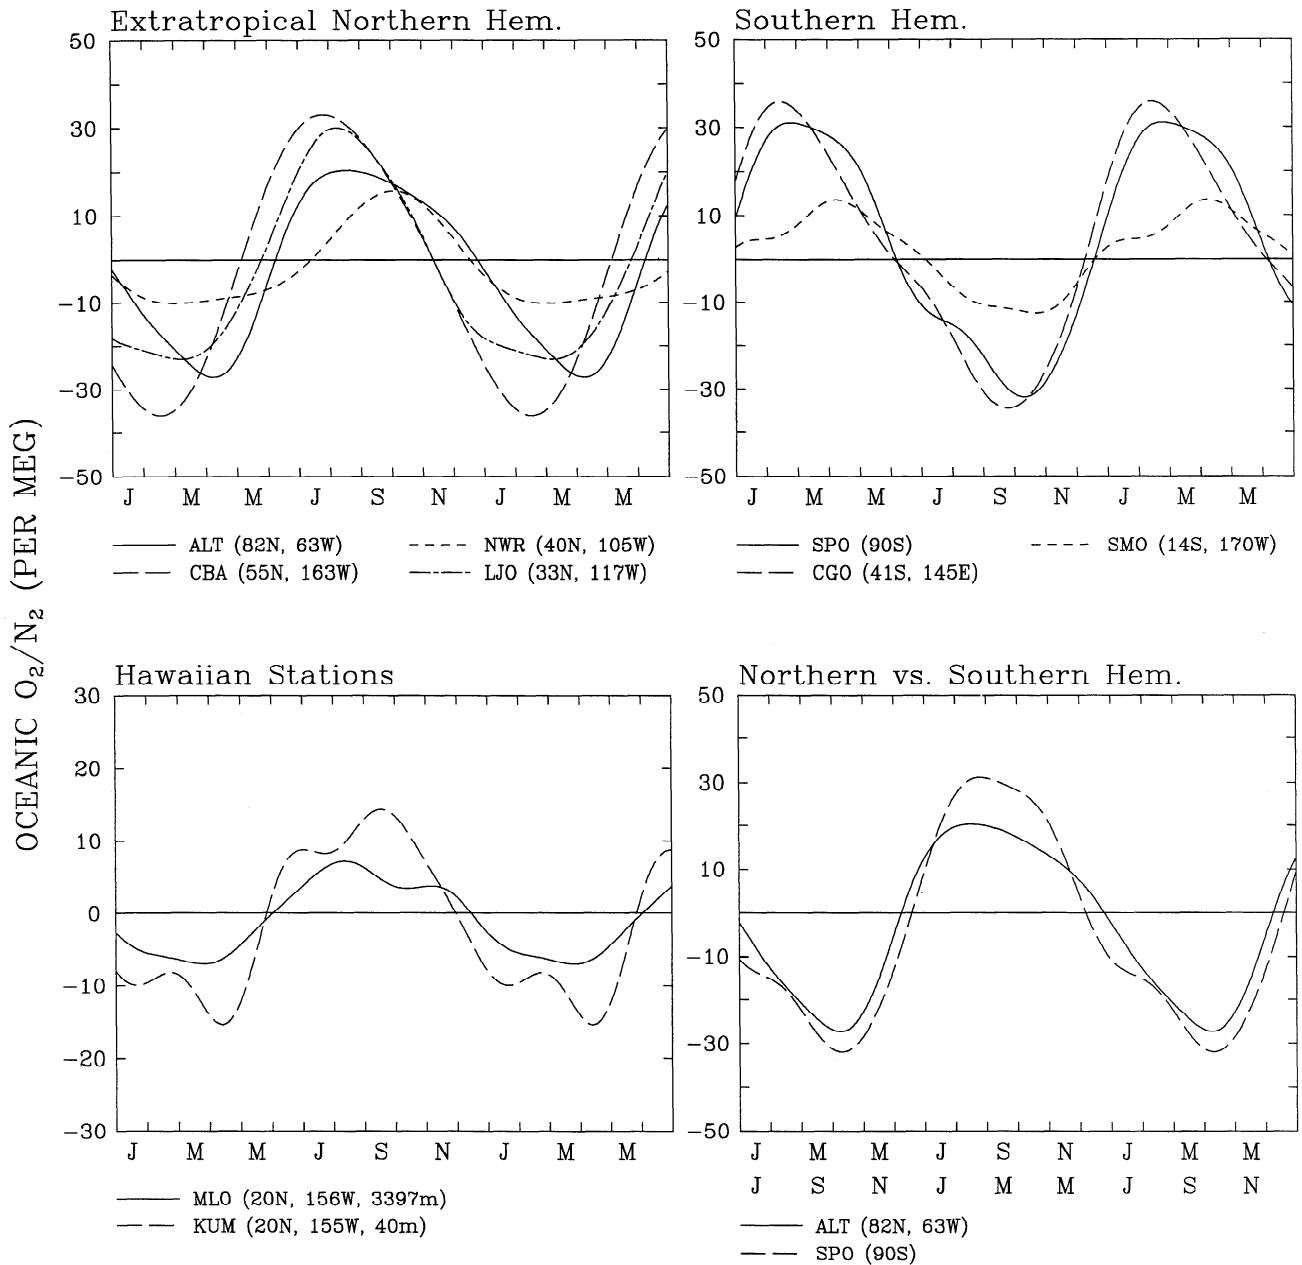 Extratropical Northern Hem.
50
30
10
−10
−30
−50
J M M J S N J M M
ALT (82N, 63W)
CBA (55N, 163W)
NWR (40N, 105W)
LJO (33N, 117W)
Southern Hem.
50
30
10
−10
−30
−50
J M M J S N J M M
SPO (90S)
CGO (41S, 145E)
SMO (14S, 170W)
OCEANIC O₂/N₂ (PER MEG)
Hawaiian Stations
30
20
10
0
−10
−20
−30
J M M J S N J M M
MLO (20N, 156W, 3397m)
KUM (20N, 155W, 40m)
Northern vs. Southern Hem.
50
30
10
−10
−30
−50
J M M J S N J M M
J S N J M M J S N
ALT (82N, 63W)
SPO (90S)